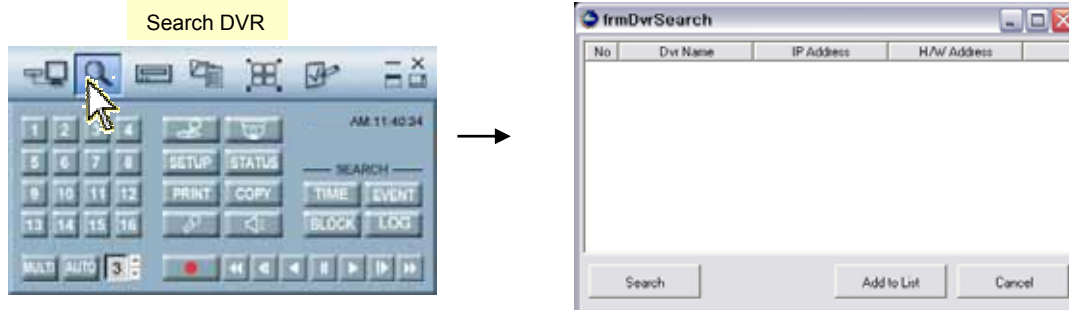 Search DVR
AM 11:40:34
1 2 3 4
5 6 7 8
SETUP STATUS
SEARCH
9 10 11 12
PRINT COPY
TIME EVENT
13 14 15 16
BLOCK LOG
MULTI AUTO 3
frmDvrSearch
No Dvr Name IP Address H/W Address
Search Add to List Cancel